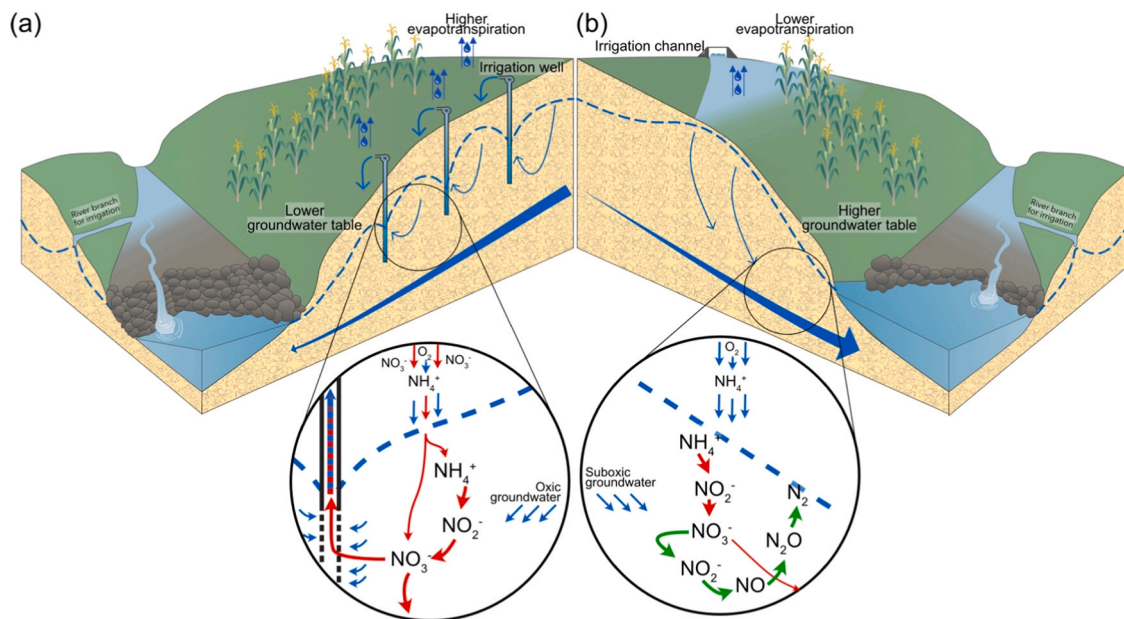 (a)
Higher
evapotranspiration
Irrigation well
River branch
for irrigation
Lower
groundwater table
NO₃⁻ O₂ NO₃⁻
NH₄⁺
NH₄⁺
Oxic
groundwater
NO₂⁻
NO₃⁻
(b)
Lower
evapotranspiration
Irrigation channel
Higher
groundwater table
River branch
for irrigation
O₂
NH₄⁺
NH₄⁺
Suboxic
groundwater
NO₂⁻
N₂
NO₃⁻
N₂O
NO₂⁻
NO